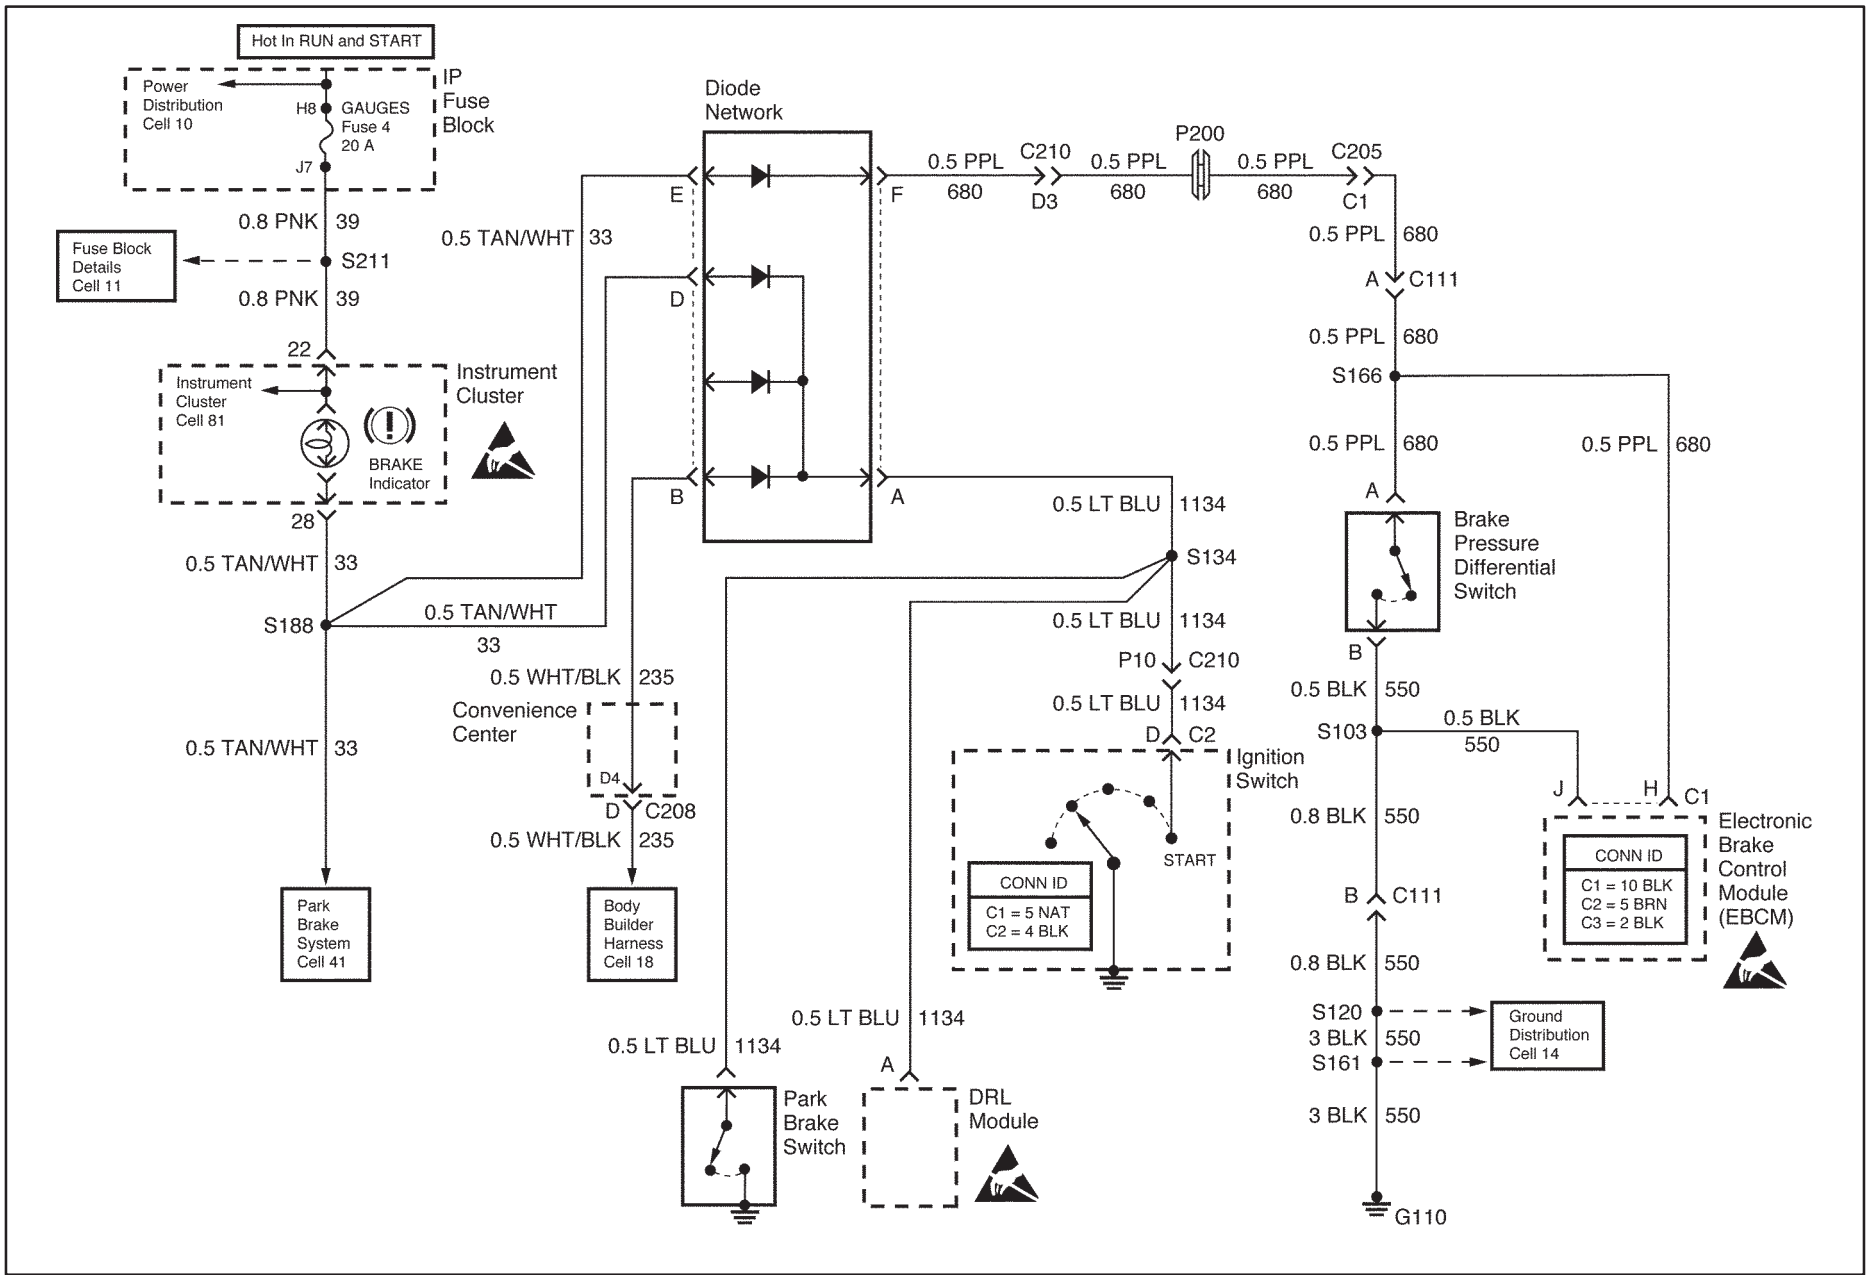 Hot In RUN and START
IP
Fuse
Block
Power
Distribution
Cell 10
H8
GAUGES
Fuse 4
20 A
J7
0.8 PNK 39
Fuse Block
Details
Cell 11
S211
0.8 PNK 39
22
Instrument
Cluster
Cell 81
Instrument
Cluster
BRAKE
Indicator
28
0.5 TAN/WHT 33
S188
0.5 TAN/WHT 33
Park
Brake
System
Cell 41
0.5 TAN/WHT 33
0.5 TAN/WHT
33
Diode
Network
E
D
B
F
A
0.5 WHT/BLK 235
Convenience
Center
D4
D C208
0.5 WHT/BLK 235
Body
Builder
Harness
Cell 18
0.5 PPL
680
C210
D3
0.5 PPL
680
P200
0.5 PPL
680
C205
C1
0.5 PPL 680
A C111
0.5 PPL 680
S166
0.5 PPL 680
0.5 PPL 680
A
Brake
Pressure
Differential
Switch
B
0.5 BLK 550
S103
0.5 BLK
550
0.8 BLK 550
B C111
0.8 BLK 550
S120
3 BLK 550
S161
Ground
Distribution
Cell 14
3 BLK 550
G110
J
H
C1
Electronic
Brake
Control
Module
(EBCM)
CONN ID
C1 = 10 BLK
C2 = 5 BRN
C3 = 2 BLK
0.5 LT BLU 1134
S134
0.5 LT BLU 1134
P10 C210
0.5 LT BLU 1134
D C2
Ignition
Switch
START
CONN ID
C1 = 5 NAT
C2 = 4 BLK
0.5 LT BLU 1134
Park
Brake
Switch
0.5 LT BLU 1134
A
DRL
Module